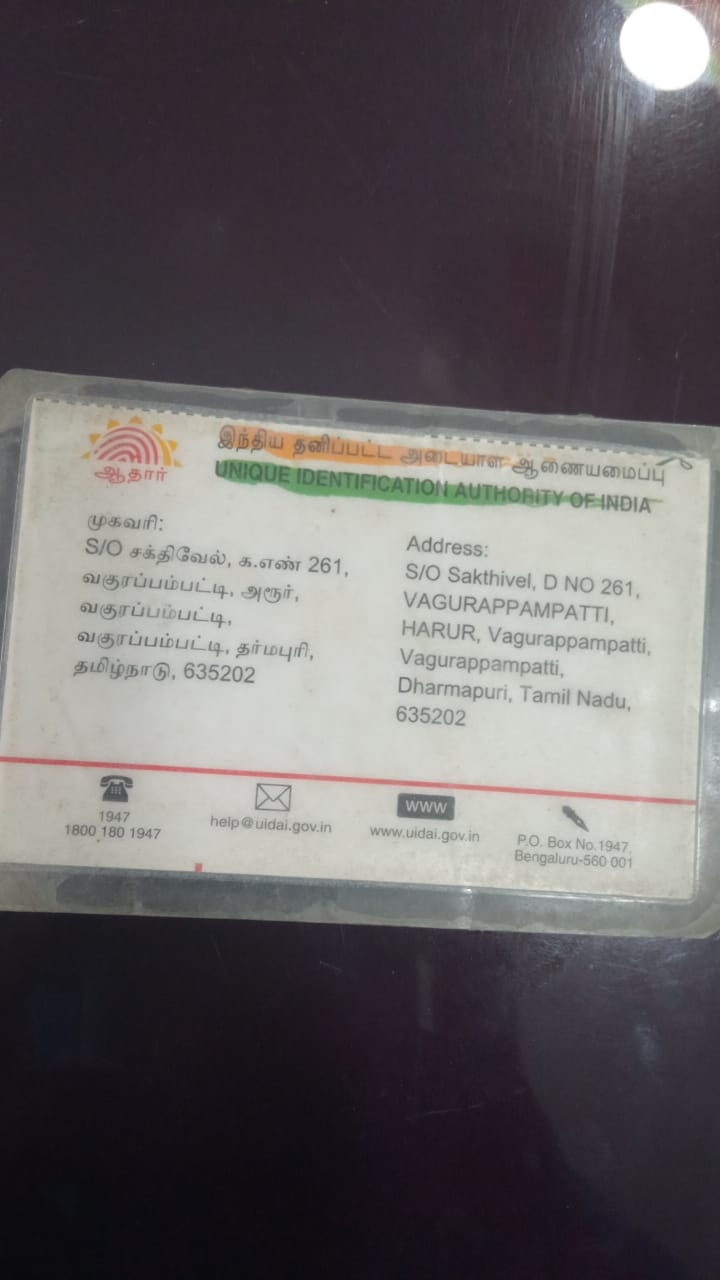 ஆதார்
இந்திய தனிப்பட்ட அடையாள ஆணையமைப்பு
UNIQUE IDENTIFICATION AUTHORITY OF INDIA
முகவரி:
S/O சக்திவேல், க.எண் 261,
வகுரப்பம்பட்டி, அரூர்,
வகுரப்பம்பட்டி,
வகுரப்பம்பட்டி, தர்மபுரி,
தமிழ்நாடு, 635202
Address:
S/O Sakthivel, D NO 261,
VAGURAPPAMPATTI,
HARUR, Vagurappampatti,
Vagurappampatti,
Dharmapuri, Tamil Nadu,
635202
1947
1800 180 1947
help@uidai.gov.in
www
www.uidai.gov.in
P.O. Box No.1947,
Bengaluru-560 001